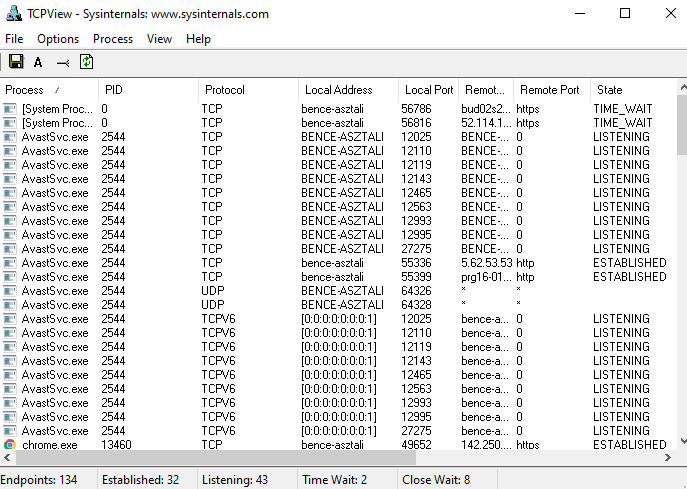 TCPView - Sysinternals: www.sysinternals.com
File Options Process View Help
A
Process / PID Protocol Local Address Local Port Remot... Remote Port State
[System Proc... 0 TCP bence-asztali 56786 bud02s2... https TIME_WAIT
[System Proc... 0 TCP bence-asztali 56816 52.114.1... https TIME_WAIT
AvastSvc.exe 2544 TCP BENCE-ASZTALI 12025 BENCE-... 0 LISTENING
AvastSvc.exe 2544 TCP BENCE-ASZTALI 12110 BENCE-... 0 LISTENING
AvastSvc.exe 2544 TCP BENCE-ASZTALI 12119 BENCE-... 0 LISTENING
AvastSvc.exe 2544 TCP BENCE-ASZTALI 12143 BENCE-... 0 LISTENING
AvastSvc.exe 2544 TCP BENCE-ASZTALI 12465 BENCE-... 0 LISTENING
AvastSvc.exe 2544 TCP BENCE-ASZTALI 12563 BENCE-... 0 LISTENING
AvastSvc.exe 2544 TCP BENCE-ASZTALI 12993 BENCE-... 0 LISTENING
AvastSvc.exe 2544 TCP BENCE-ASZTALI 12995 BENCE-... 0 LISTENING
AvastSvc.exe 2544 TCP BENCE-ASZTALI 27275 BENCE-... 0 LISTENING
AvastSvc.exe 2544 TCP bence-asztali 55336 5.62.53.53 http ESTABLISHED
AvastSvc.exe 2544 TCP bence-asztali 55399 prg16-01... http ESTABLISHED
AvastSvc.exe 2544 UDP BENCE-ASZTALI 64326 * *
AvastSvc.exe 2544 UDP BENCE-ASZTALI 64328 * *
AvastSvc.exe 2544 TCPV6 [0:0:0:0:0:0:0:1] 12025 bence-a... 0 LISTENING
AvastSvc.exe 2544 TCPV6 [0:0:0:0:0:0:0:1] 12110 bence-a... 0 LISTENING
AvastSvc.exe 2544 TCPV6 [0:0:0:0:0:0:0:1] 12119 bence-a... 0 LISTENING
AvastSvc.exe 2544 TCPV6 [0:0:0:0:0:0:0:1] 12143 bence-a... 0 LISTENING
AvastSvc.exe 2544 TCPV6 [0:0:0:0:0:0:0:1] 12465 bence-a... 0 LISTENING
AvastSvc.exe 2544 TCPV6 [0:0:0:0:0:0:0:1] 12563 bence-a... 0 LISTENING
AvastSvc.exe 2544 TCPV6 [0:0:0:0:0:0:0:1] 12993 bence-a... 0 LISTENING
AvastSvc.exe 2544 TCPV6 [0:0:0:0:0:0:0:1] 12995 bence-a... 0 LISTENING
AvastSvc.exe 2544 TCPV6 [0:0:0:0:0:0:0:1] 27275 bence-a... 0 LISTENING
chrome.exe 13460 TCP bence-asztali 49652 142.250.... https ESTABLISHED
Endpoints: 134 Established: 32 Listening: 43 Time Wait: 2 Close Wait: 8